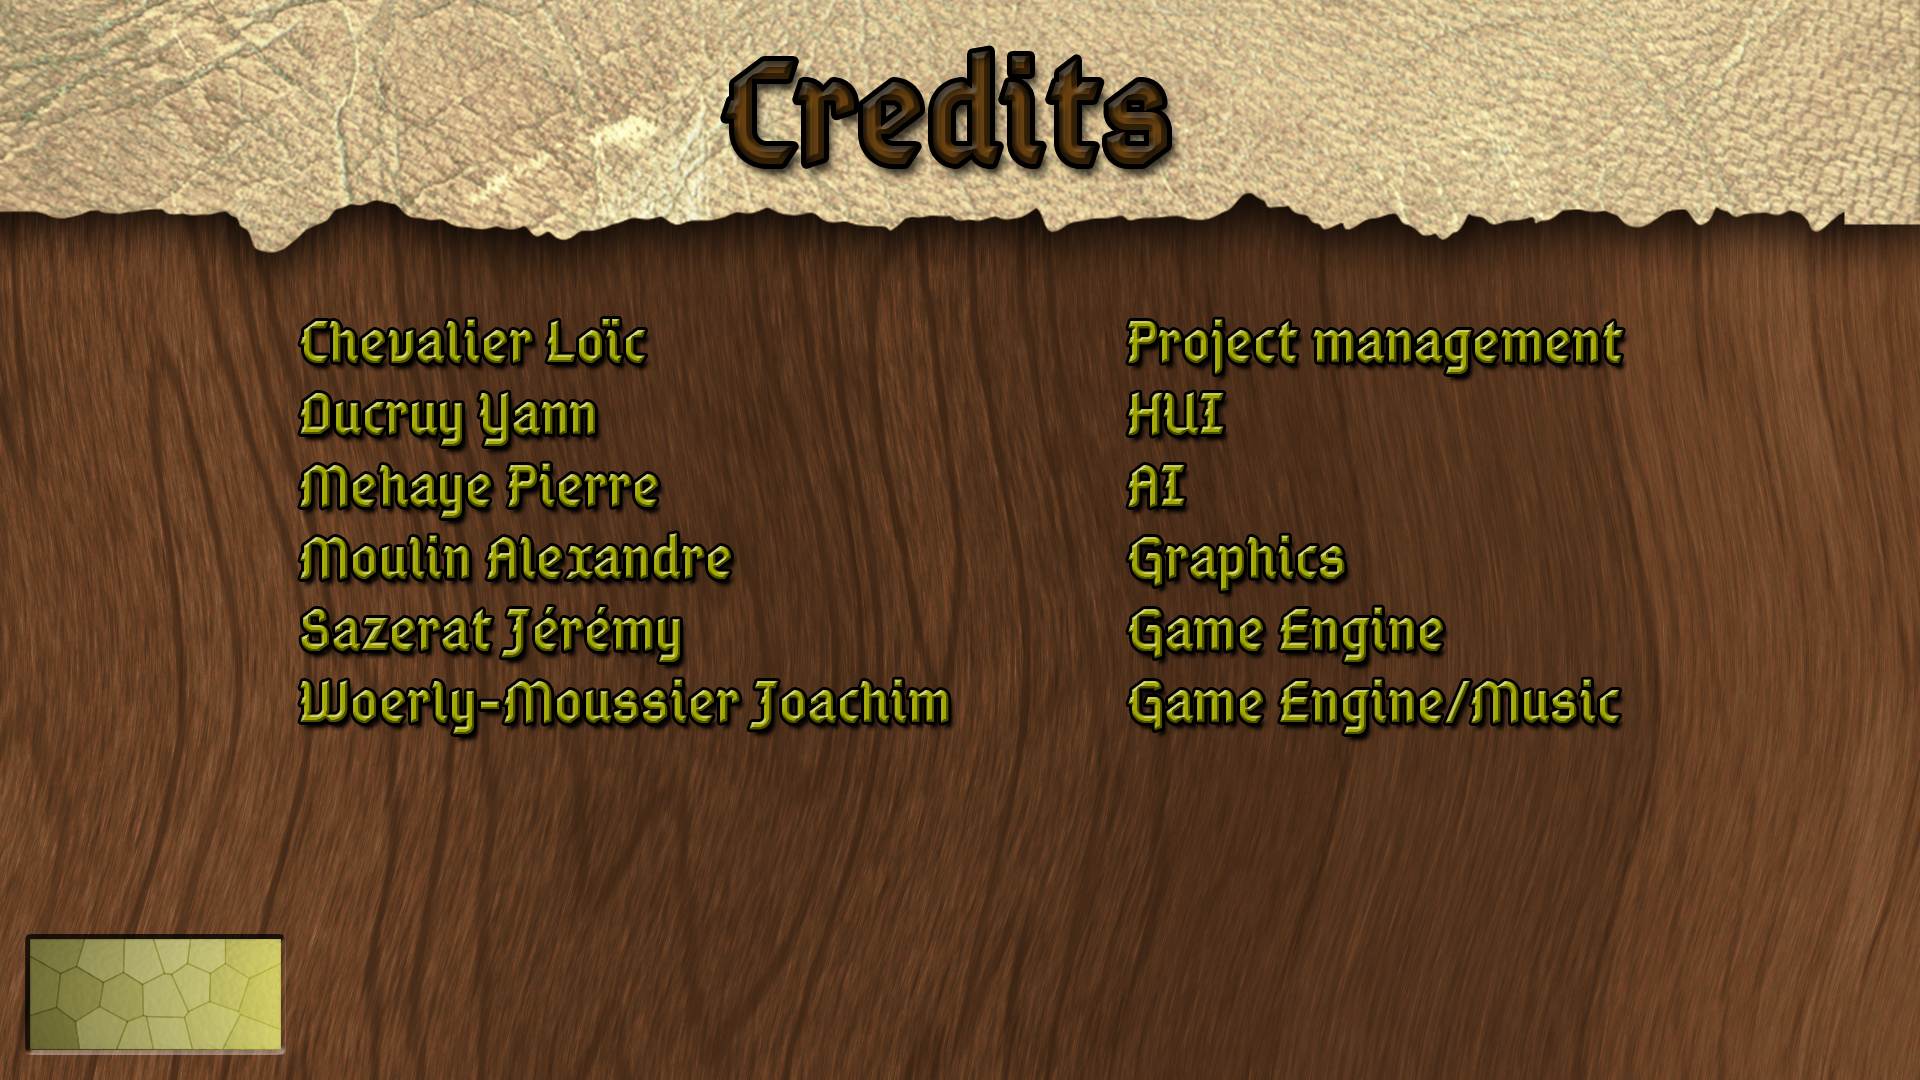 Credits
Chevalier Loïc Project management
Ducruy Yann HUI
Mehaye Pierre AI
Moulin Alexandre Graphics
Sazerat Jérémy Game Engine
Woerly-Moussier Joachim Game Engine/Music